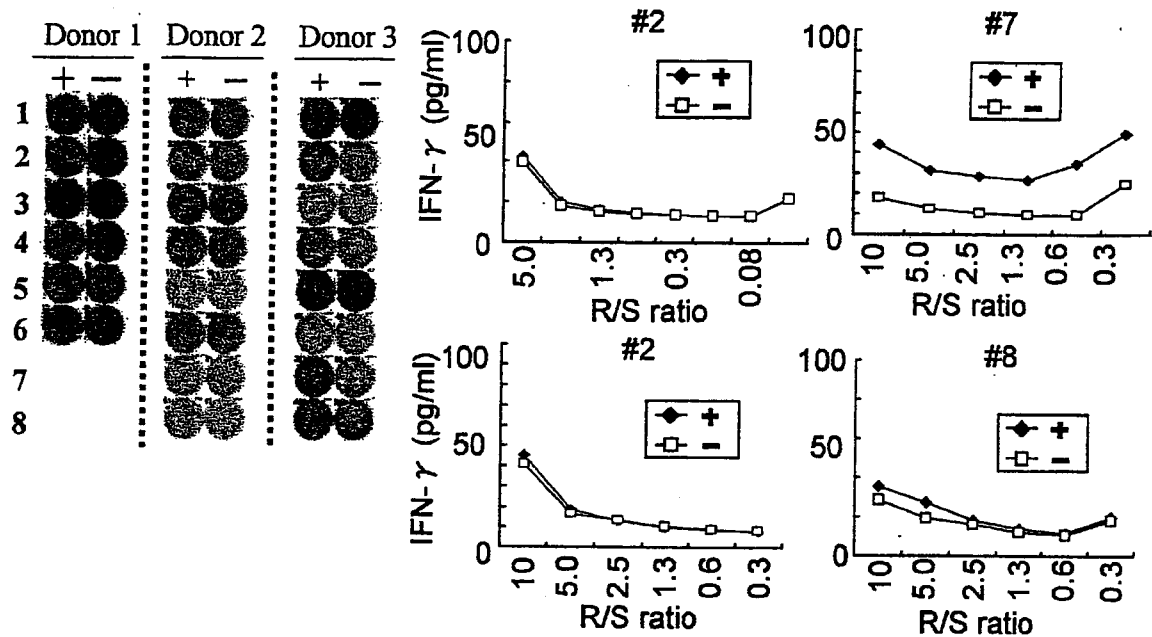 Donor 1 Donor 2 Donor 3
+ − + − + −
1
2
3
4
5
6
7
8
#2
100
50
0
IFN-γ (pg/ml)
+
−
5.0 1.3 0.3 0.08
R/S ratio
#7
100
50
0
+
−
10 5.0 2.5 1.3 0.6 0.3
R/S ratio
#2
100
50
0
IFN-γ (pg/ml)
+
−
10 5.0 2.5 1.3 0.6 0.3
R/S ratio
#8
100
50
0
+
−
10 5.0 2.5 1.3 0.6 0.3
R/S ratio